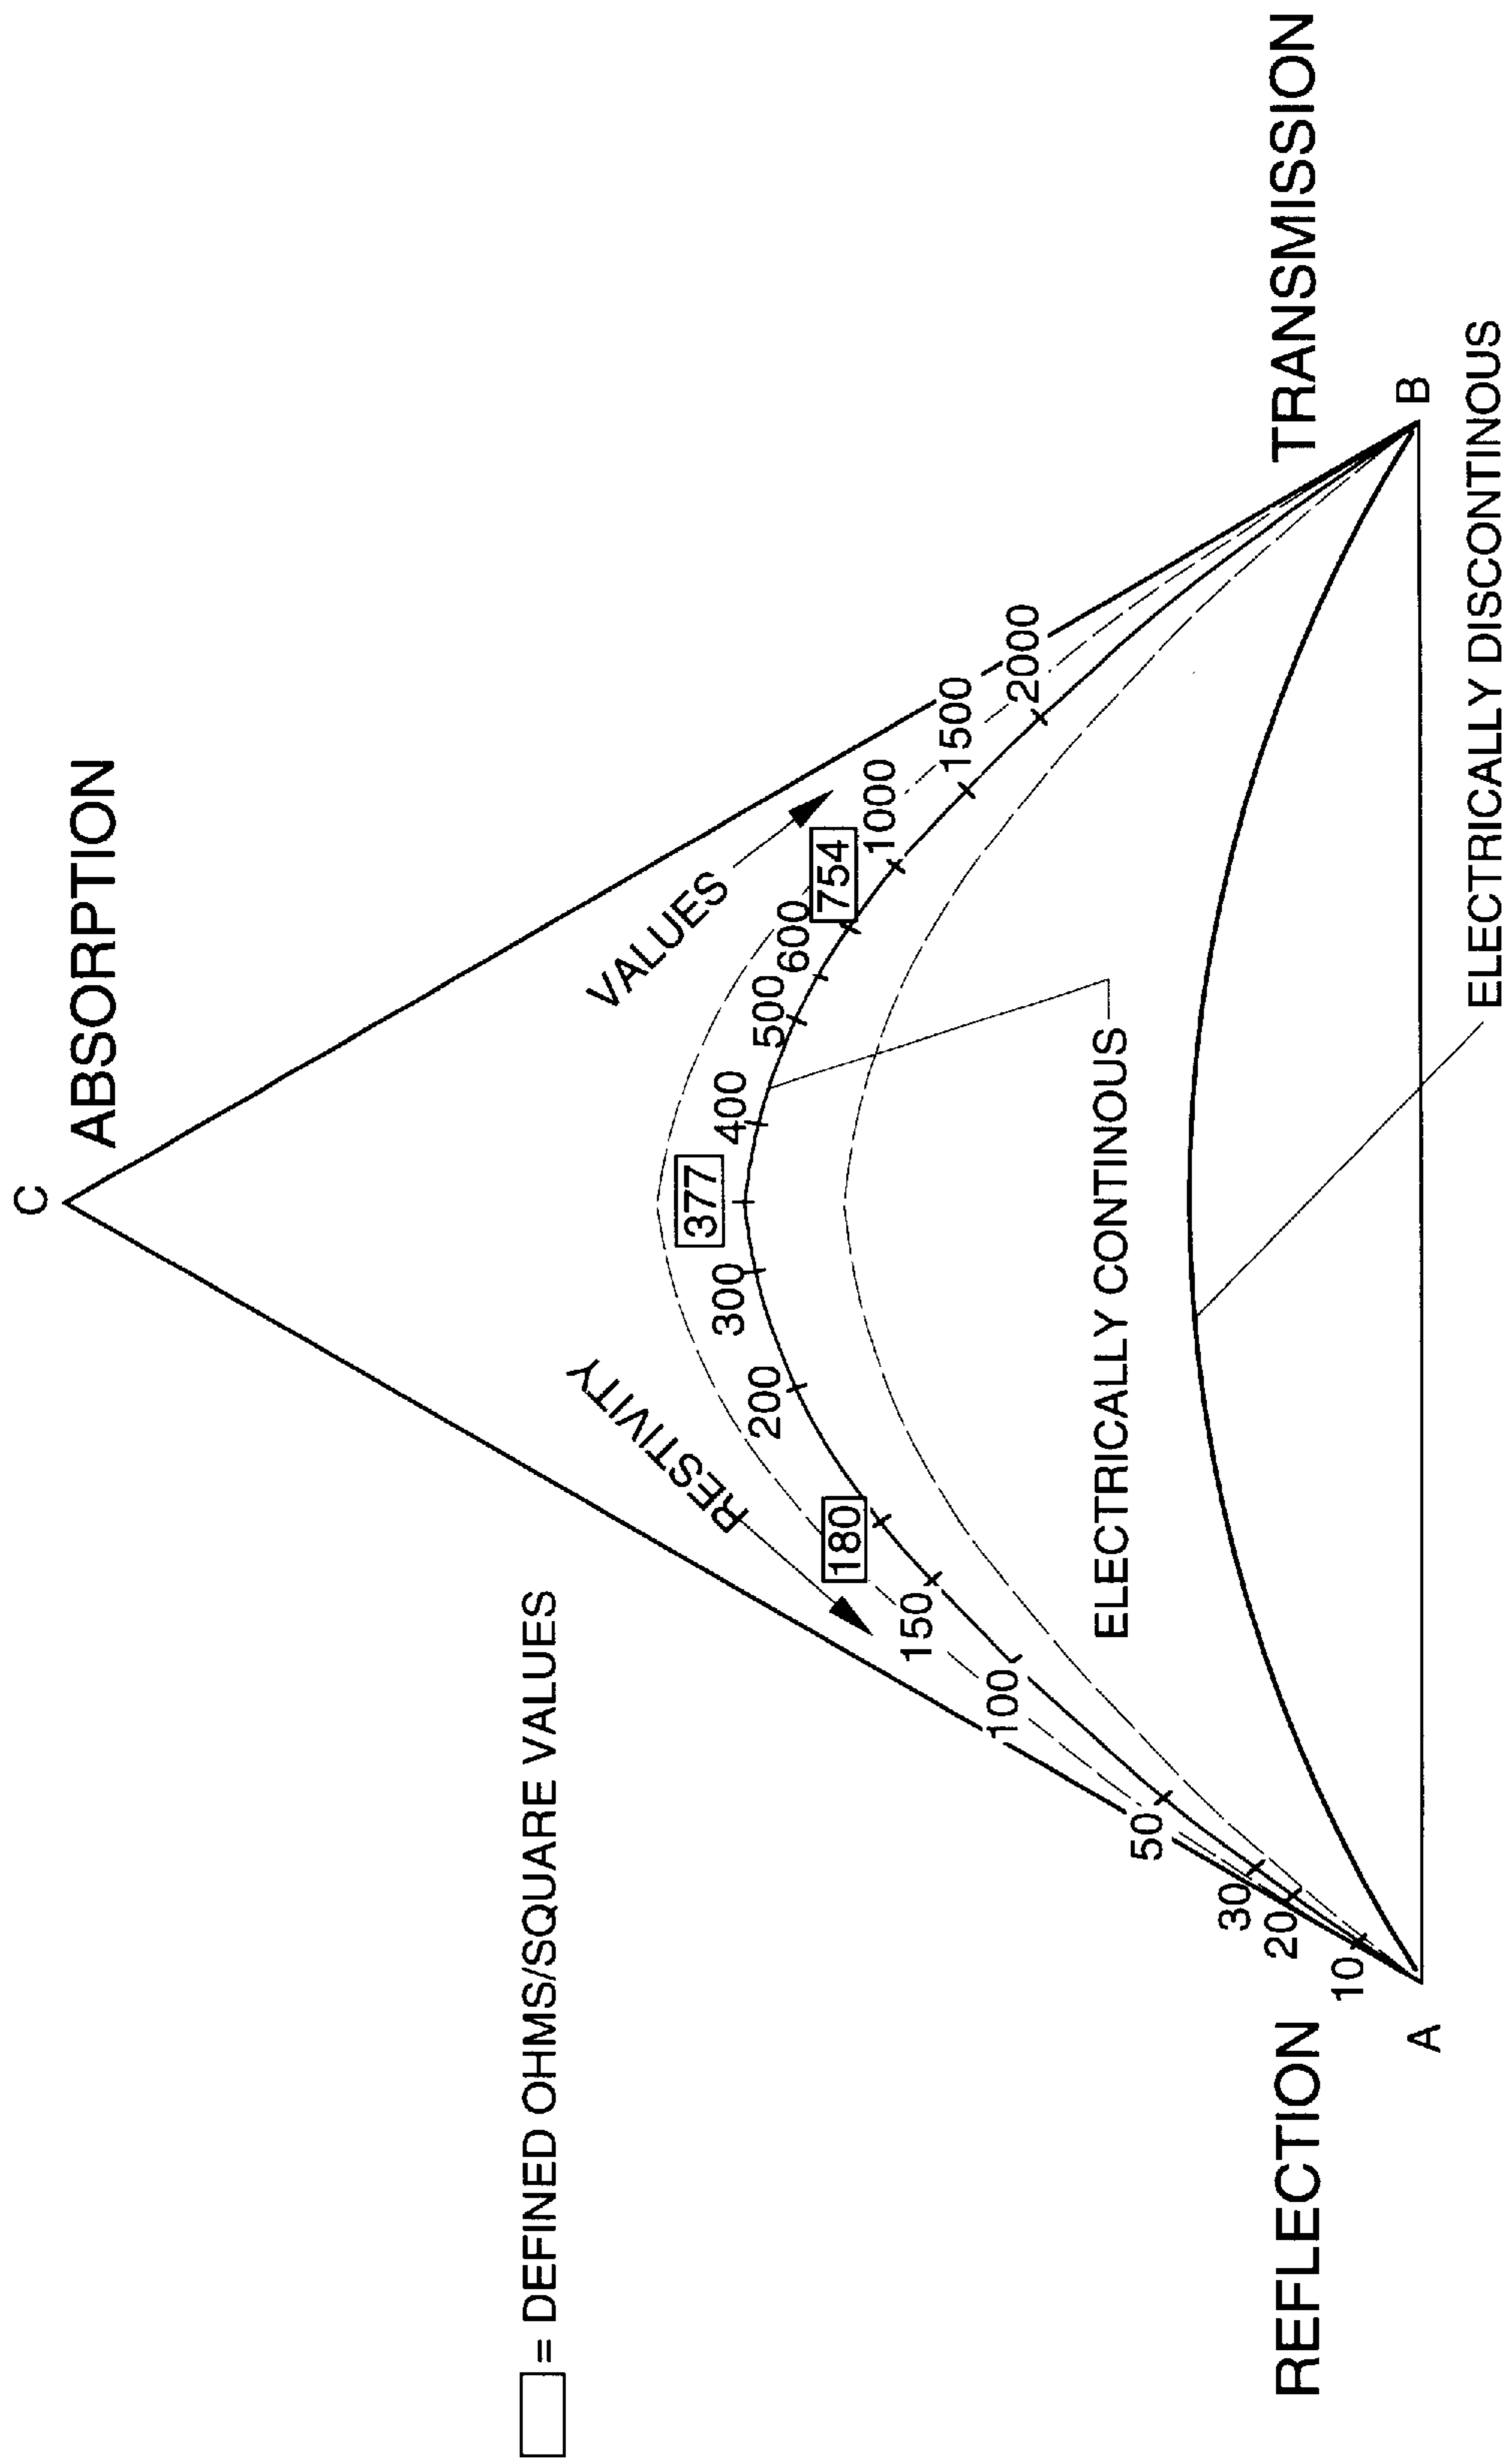 C
ABSORPTION
= DEFINED OHMS/SQUARE VALUES
RESTIVITY
VALUES
10
20
30
50
100
150
180
200
300
377
400
500
600
754
1000
1500
2000
ELECTRICALLY CONTINOUS
REFLECTION
TRANSMISSION
A
B
ELECTRICALLY DISCONTINOUS